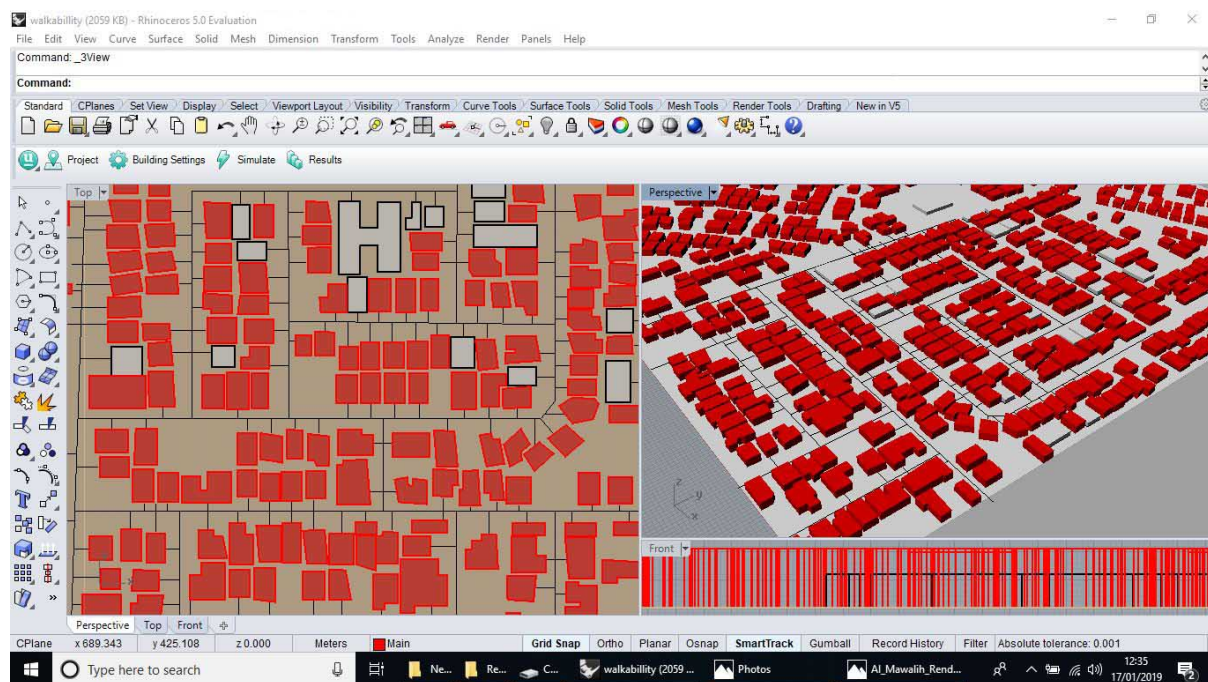 walkabillity (2059 KB) - Rhinoceros 5.0 Evaluation
File Edit View Curve Surface Solid Mesh Dimension Transform Tools Analyze Render Panels Help
Command: _3View
Command:
Standard CPlanes Set View Display Select Viewport Layout Visibility Transform Curve Tools Surface Tools Solid Tools Mesh Tools Render Tools Drafting New in V5
Project Building Settings Simulate Results
Top
Perspective
z
y
x
Front
x
Perspective Top Front
CPlane x 689.343 y 425.108 z 0.000 Meters Main Grid Snap Ortho Planar Osnap SmartTrack Gumball Record History Filter Absolute tolerance: 0.001
Type here to search Ne... Re... C... walkabillity (2059 ... Photos Al_Mawalih_Rend... 12:35
17/01/2019 2